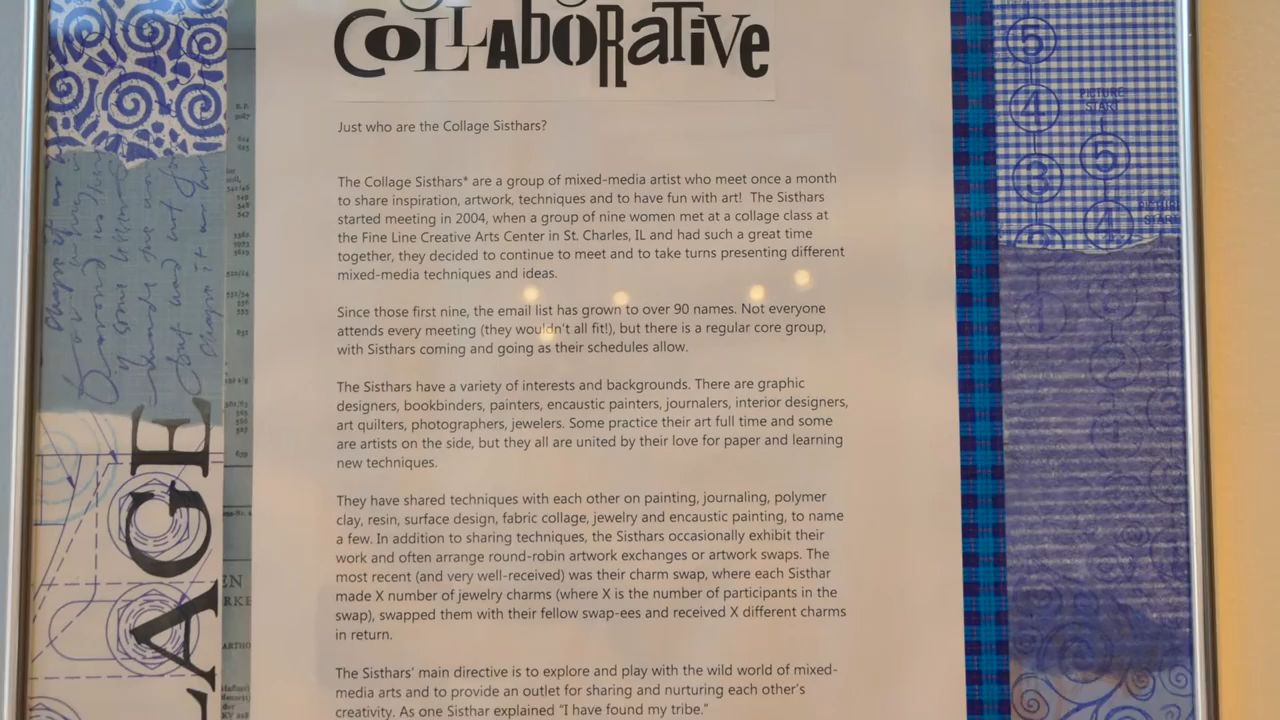 COLLABORATIVE
Just who are the Collage Sisthars?
The Collage Sisthars* are a group of mixed-media artist who meet once a month
to share inspiration, artwork, techniques and to have fun with art! The Sisthars
started meeting in 2004, when a group of nine women met at a collage class at
the Fine Line Creative Arts Center in St. Charles, IL and had such a great time
together, they decided to continue to meet and to take turns presenting different
mixed-media techniques and ideas.
Since those first nine, the email list has grown to over 90 names. Not everyone
attends every meeting (they wouldn't all fit!), but there is a regular core group,
with Sisthars coming and going as their schedules allow.
The Sisthars have a variety of interests and backgrounds. There are graphic
designers, bookbinders, painters, encaustic painters, journalers, interior designers,
art quilters, photographers, jewelers. Some practice their art full time and some
are artists on the side, but they all are united by their love for paper and learning
new techniques.
They have shared techniques with each other on painting, journaling, polymer
clay, resin, surface design, fabric collage, jewelry and encaustic painting, to name
a few. In addition to sharing techniques, the Sisthars occasionally exhibit their
work and often arrange round-robin artwork exchanges or artwork swaps. The
most recent (and very well-received) was their charm swap, where each Sisthar
made X number of jewelry charms (where X is the number of participants in the
swap), swapped them with their fellow swap-ees and received X different charms
in return.
The Sisthars' main directive is to explore and play with the wild world of mixed-
media arts and to provide an outlet for sharing and nurturing each other's
creativity. As one Sisthar explained "I have found my tribe."
LAGE
5
4
3
PICTURE
START
5
4
PICTURE
START